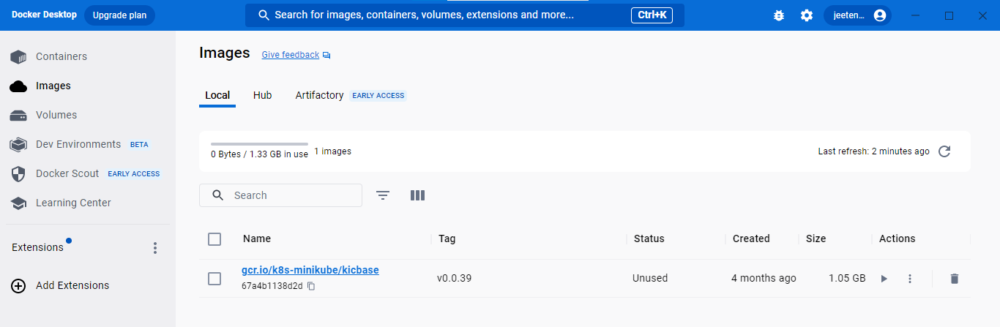 Docker Desktop Upgrade plan Search for images, containers, volumes, extensions and more... Ctrl+K jeeten...
Containers
Images
Volumes
Dev Environments BETA
Docker Scout EARLY ACCESS
Learning Center
Extensions
Add Extensions
Images Give feedback
Local Hub Artifactory EARLY ACCESS
0 Bytes / 1.33 GB in use 1 images Last refresh: 2 minutes ago
Search
Name Tag Status Created Size Actions
gcr.io/k8s-minikube/kicbase
67a4b1138d2d
v0.0.39 Unused 4 months ago 1.05 GB